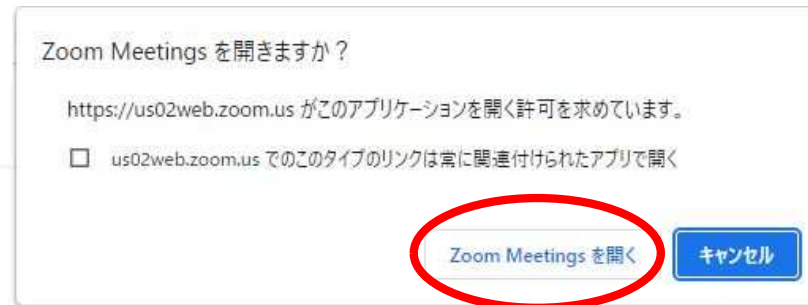 Zoom Meetings を開きますか？
https://us02web.zoom.us がこのアプリケーションを開く許可を求めています。
us02web.zoom.us でのこのタイプのリンクは常に関連付けられたアプリで開く
Zoom Meetings を開く
キャンセル